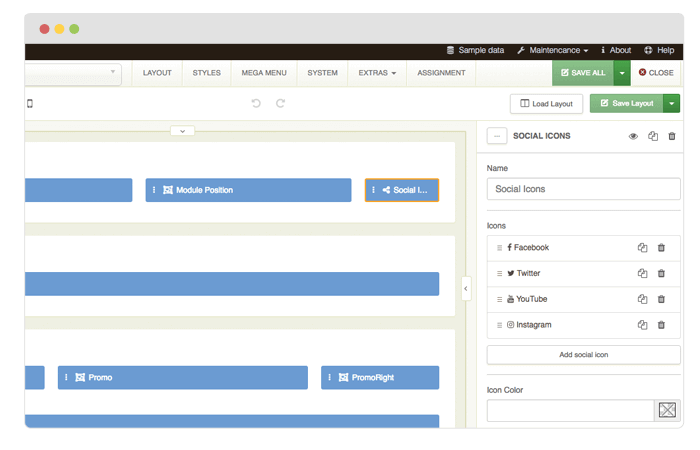 Sample data Maintencance About Help
LAYOUT STYLES MEGA MENU SYSTEM EXTRAS ASSIGNMENT SAVE ALL CLOSE
Load Layout Save Layout
SOCIAL ICONS
Name
Module Position Social I... Social Icons
Icons
Facebook
Twitter
YouTube
Instagram
Add social icon
Promo PromoRight
Icon Color